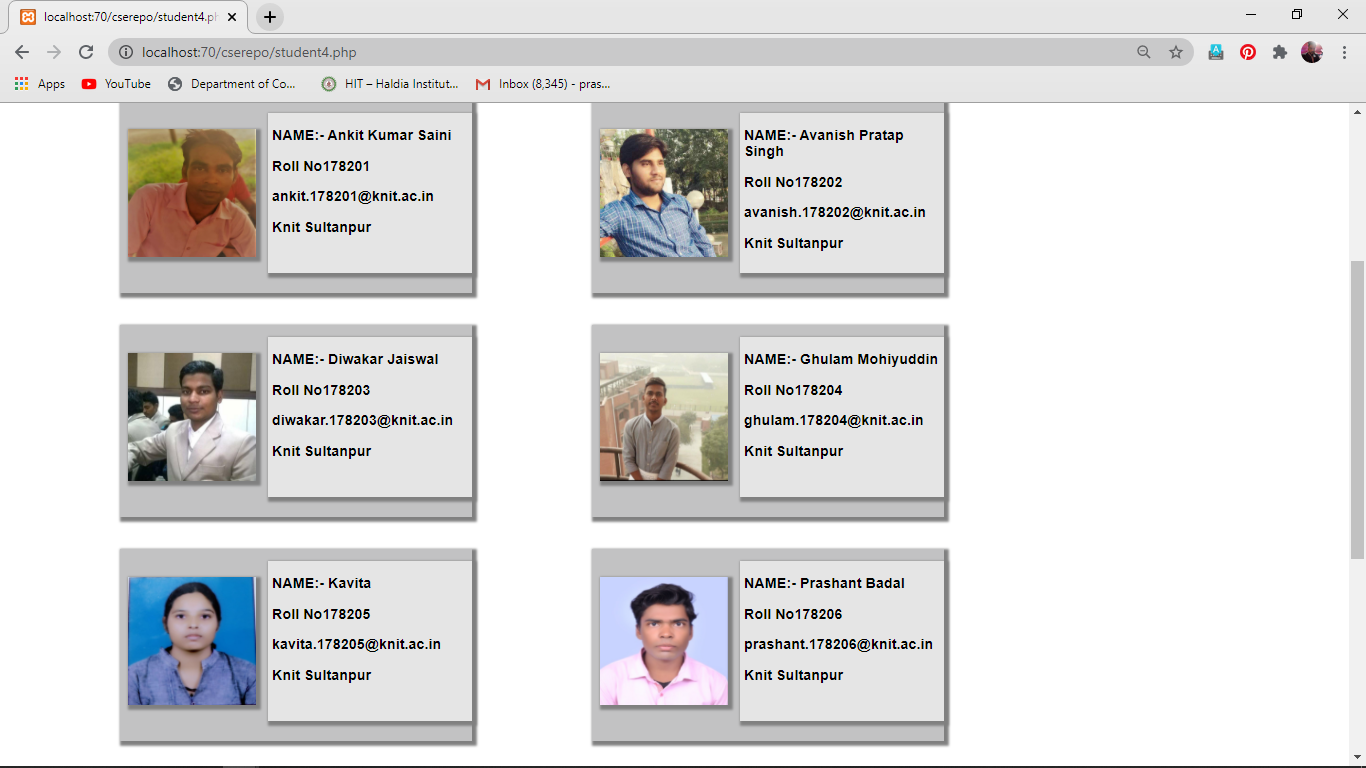 localhost:70/cserepo/student4.ph
localhost:70/cserepo/student4.php
Apps
YouTube
Department of Co...
HIT – Haldia Institut...
Inbox (8,345) - pras...
NAME:- Ankit Kumar Saini
Roll No178201
ankit.178201@knit.ac.in
Knit Sultanpur
NAME:- Avanish Pratap
Singh
Roll No178202
avanish.178202@knit.ac.in
Knit Sultanpur
NAME:- Diwakar Jaiswal
Roll No178203
diwakar.178203@knit.ac.in
Knit Sultanpur
NAME:- Ghulam Mohiyuddin
Roll No178204
ghulam.178204@knit.ac.in
Knit Sultanpur
NAME:- Kavita
Roll No178205
kavita.178205@knit.ac.in
Knit Sultanpur
NAME:- Prashant Badal
Roll No178206
prashant.178206@knit.ac.in
Knit Sultanpur